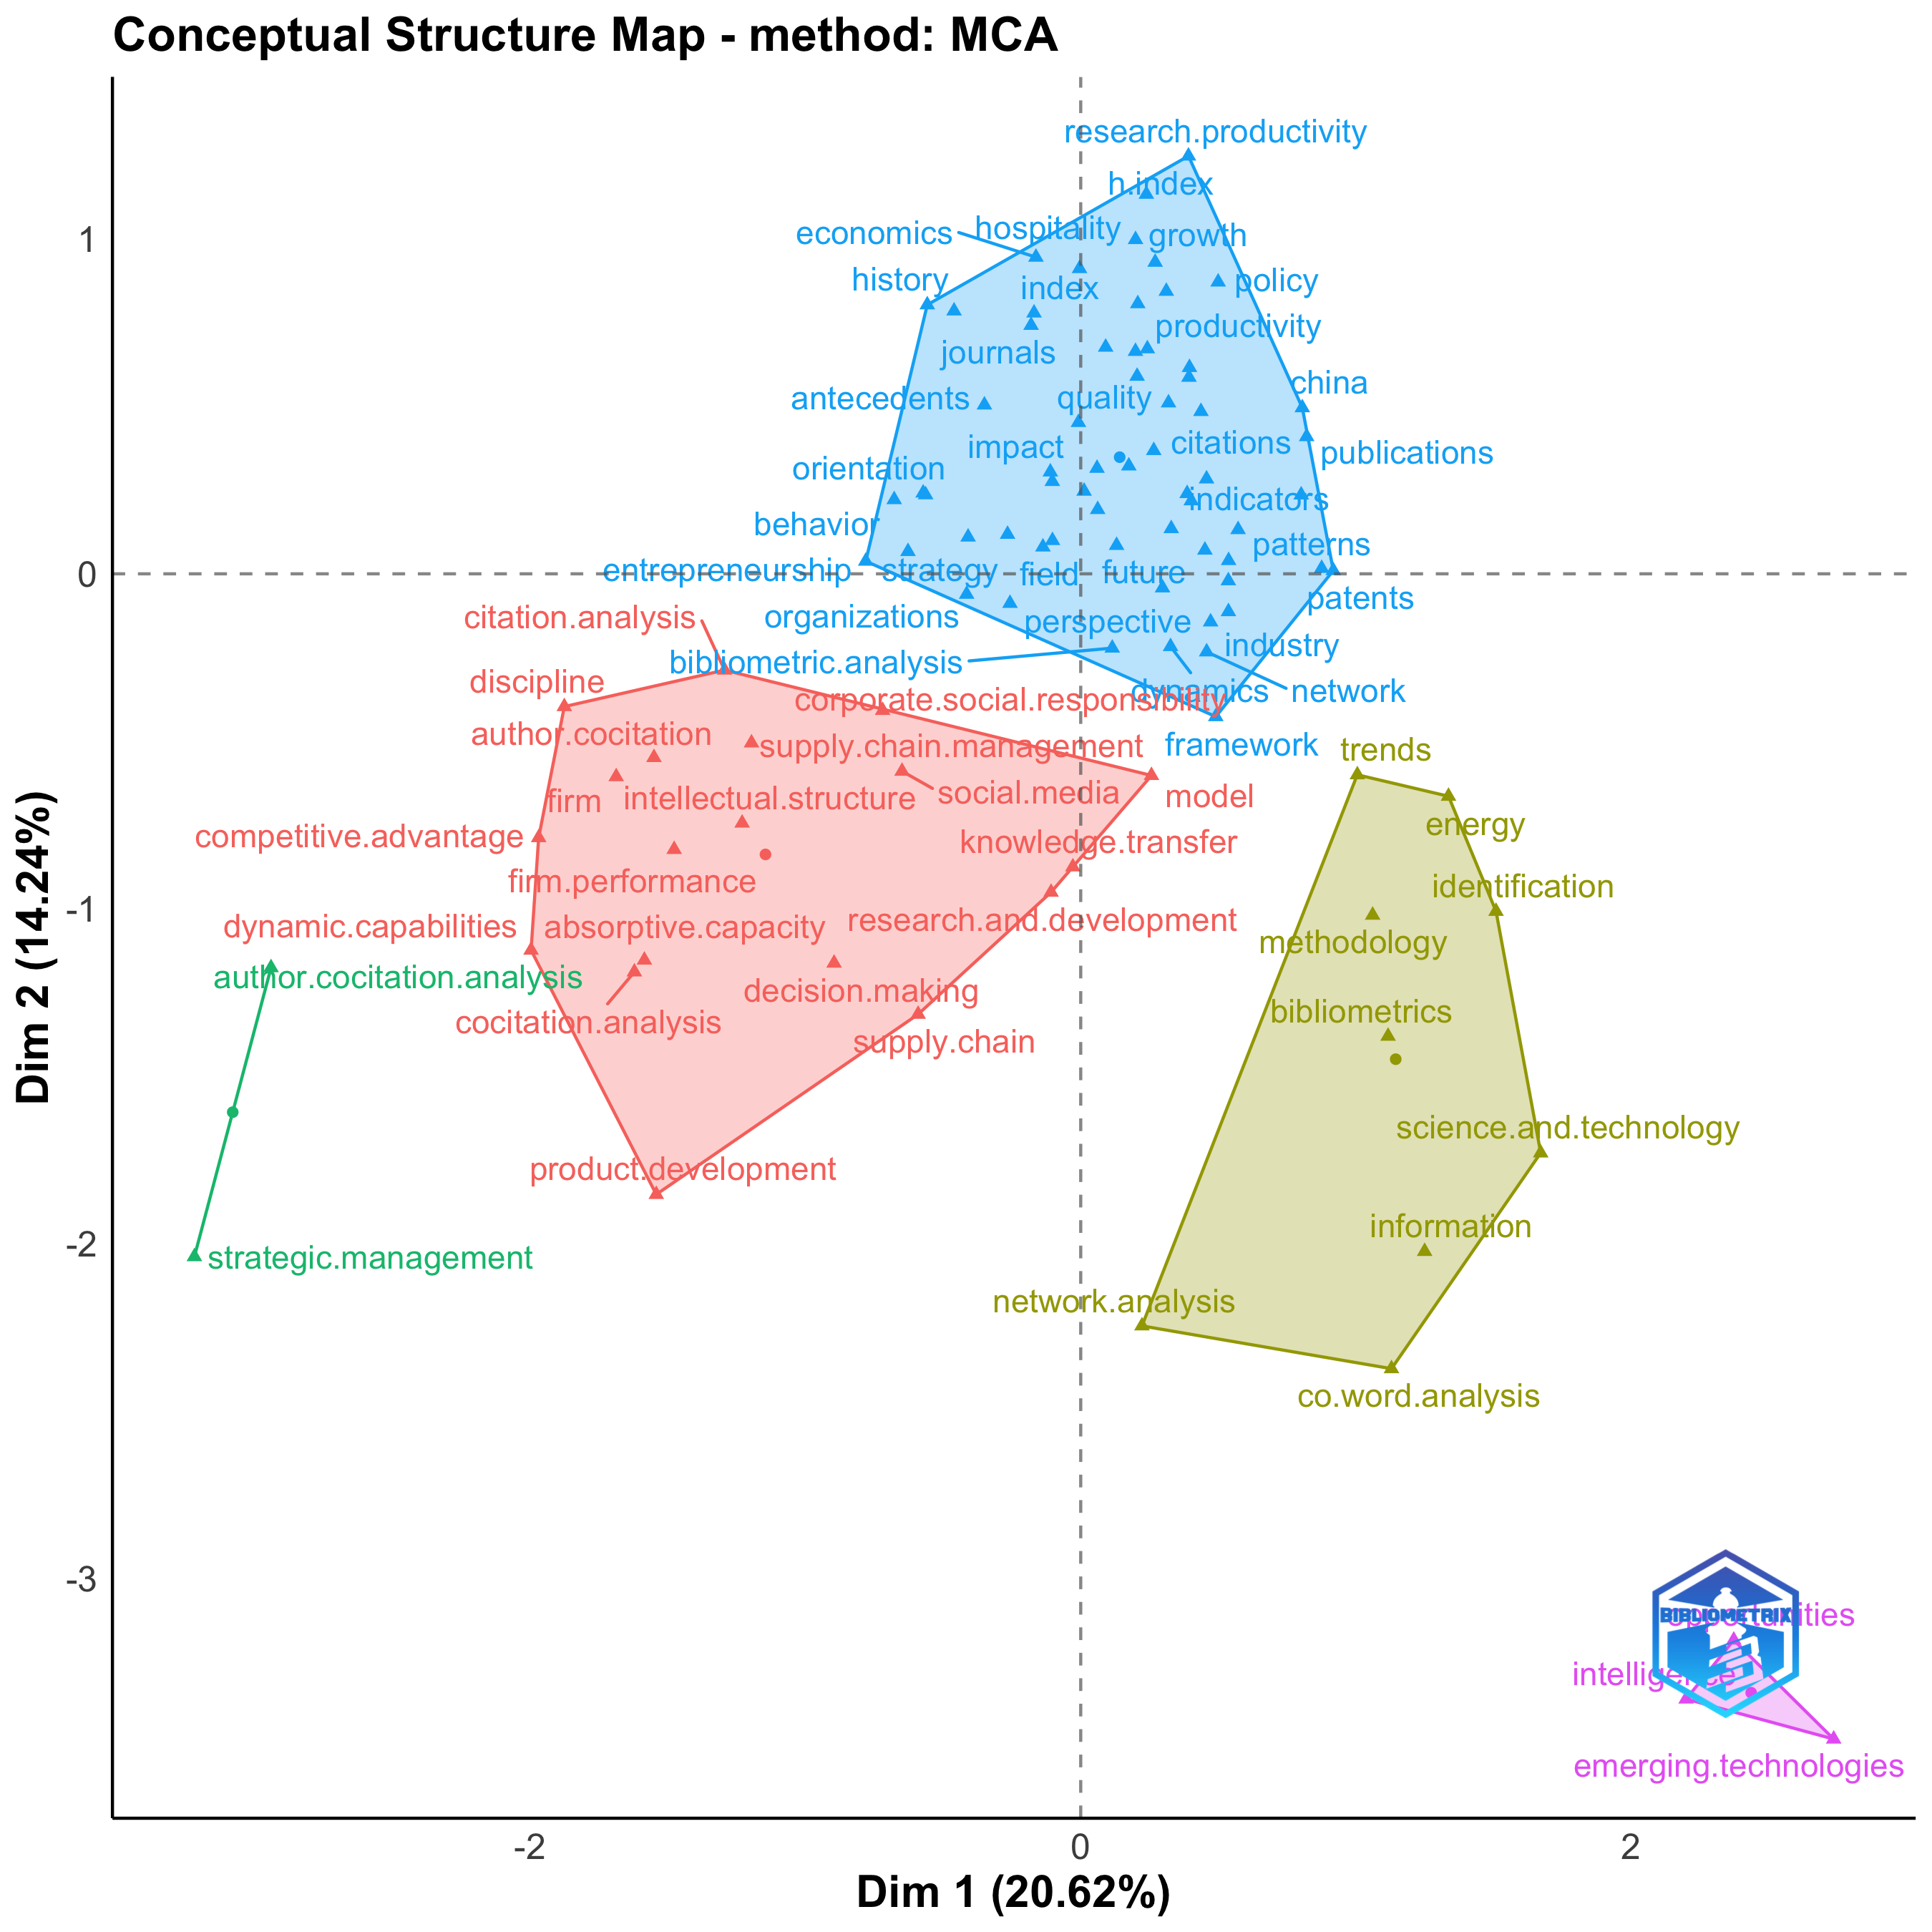 Conceptual Structure Map - method: MCA
research.productivity
h.index
hospitality
economics
growth
history
index
policy
productivity
journals
china
antecedents
quality
impact
citations
publications
orientation
indicators
behavior
patterns
entrepreneurship
strategy
field
future
patents
organizations
perspective
industry
citation.analysis
bibliometric.analysis
discipline
dynamics
network
corporate.social.responsibility
author.cocitation
supply.chain.management
framework
trends
firm
intellectual.structure
social.media
model
energy
competitive.advantage
knowledge.transfer
firm.performance
identification
dynamic.capabilities
absorptive.capacity
research.and.development
methodology
author.cocitation.analysis
decision.making
bibliometrics
cocitation.analysis
supply.chain
science.and.technology
product.development
information
strategic.management
network.analysis
co.word.analysis
BIBLIOMETRIX
opportunities
intelligence
emerging.technologies
1
0
-1
-2
-3
Dim 2 (14.24%)
-2
0
2
Dim 1 (20.62%)